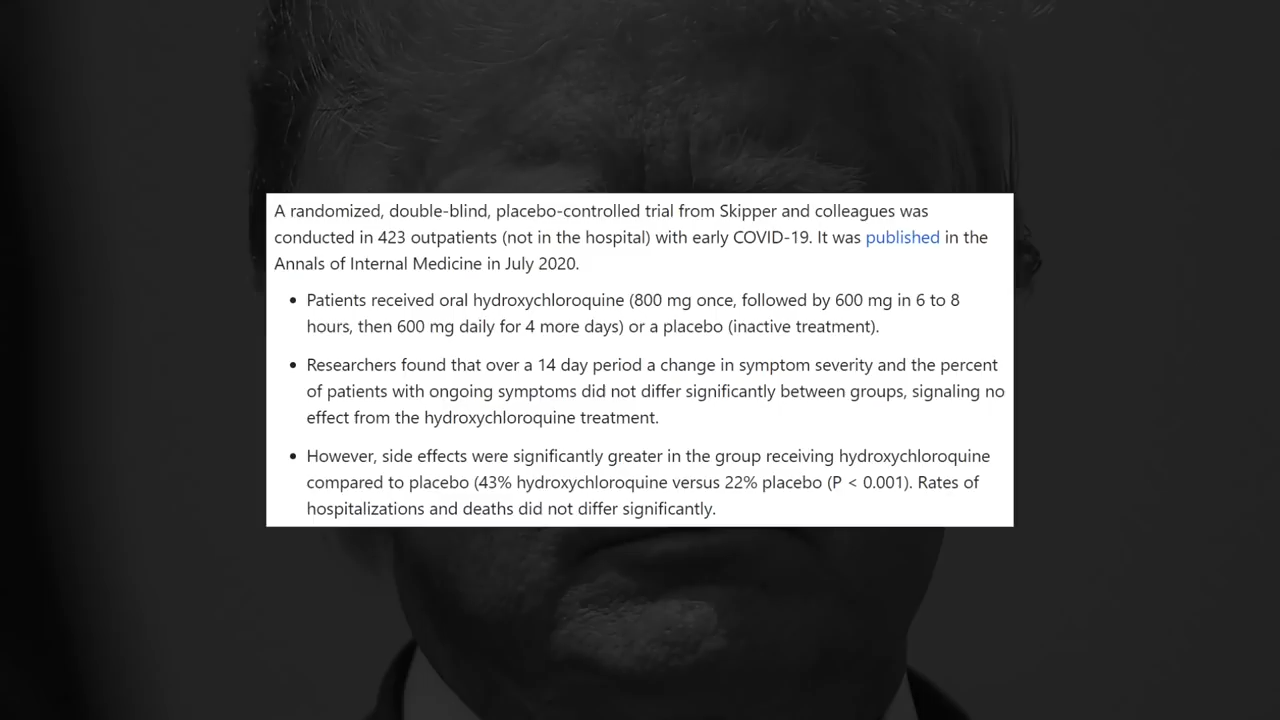 A randomized, double-blind, placebo-controlled trial from Skipper and colleagues was
conducted in 423 outpatients (not in the hospital) with early COVID-19. It was published in the
Annals of Internal Medicine in July 2020.
• Patients received oral hydroxychloroquine (800 mg once, followed by 600 mg in 6 to 8
hours, then 600 mg daily for 4 more days) or a placebo (inactive treatment).
• Researchers found that over a 14 day period a change in symptom severity and the percent
of patients with ongoing symptoms did not differ significantly between groups, signaling no
effect from the hydroxychloroquine treatment.
• However, side effects were significantly greater in the group receiving hydroxychloroquine
compared to placebo (43% hydroxychloroquine versus 22% placebo (P < 0.001). Rates of
hospitalizations and deaths did not differ significantly.